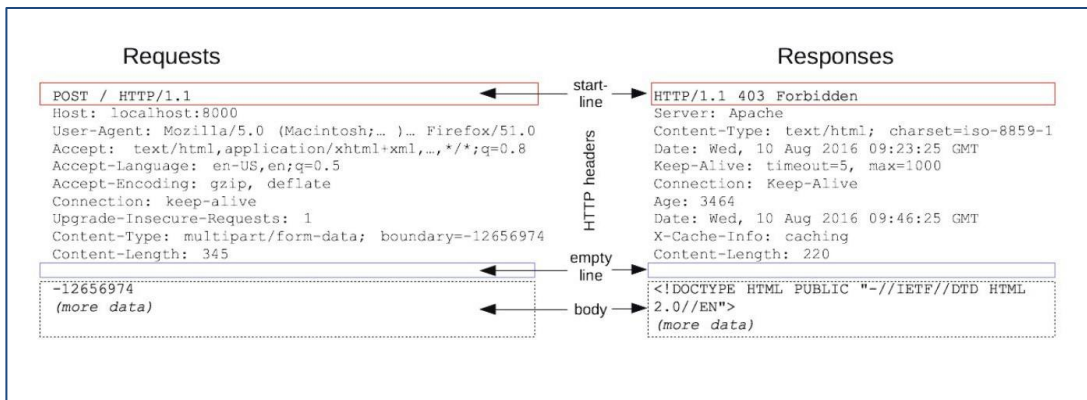 Requests
POST / HTTP/1.1
Host: localhost:8000
User-Agent: Mozilla/5.0 (Macintosh;… )… Firefox/51.0
Accept: text/html,application/xhtml+xml,…,*/*;q=0.8
Accept-Language: en-US,en;q=0.5
Accept-Encoding: gzip, deflate
Connection: keep-alive
Upgrade-Insecure-Requests: 1
Content-Type: multipart/form-data; boundary=-12656974
Content-Length: 345
-12656974
(more data)
start-
line
HTTP headers
empty
line
body
Responses
HTTP/1.1 403 Forbidden
Server: Apache
Content-Type: text/html; charset=iso-8859-1
Date: Wed, 10 Aug 2016 09:23:25 GMT
Keep-Alive: timeout=5, max=1000
Connection: Keep-Alive
Age: 3464
Date: Wed, 10 Aug 2016 09:46:25 GMT
X-Cache-Info: caching
Content-Length: 220
<!DOCTYPE HTML PUBLIC "-//IETF//DTD HTML
2.0//EN">
(more data)